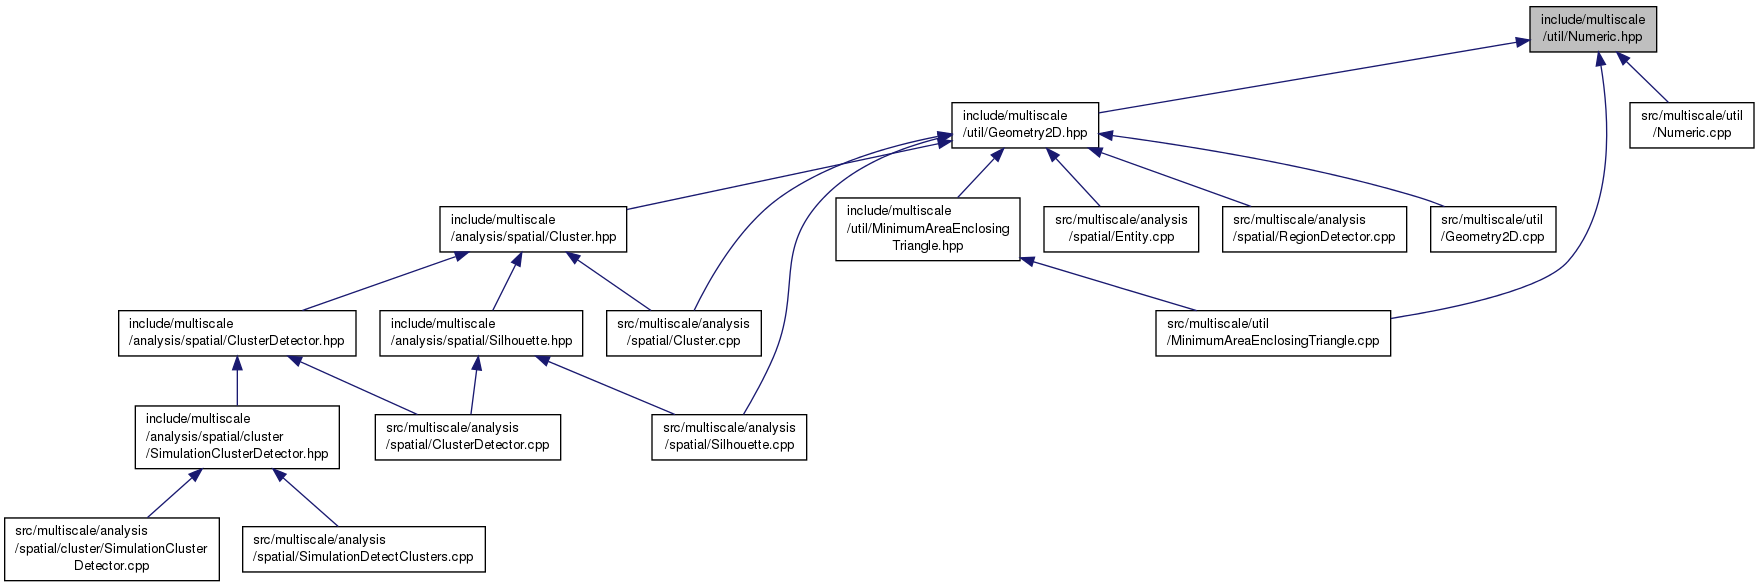 include/multiscale
/util/Numeric.hpp
include/multiscale
/util/Geometry2D.hpp
src/multiscale/util
/Numeric.cpp
include/multiscale
/analysis/spatial/Cluster.hpp
include/multiscale
/util/MinimumAreaEnclosing
Triangle.hpp
src/multiscale/analysis
/spatial/Entity.cpp
src/multiscale/analysis
/spatial/RegionDetector.cpp
src/multiscale/util
/Geometry2D.cpp
include/multiscale
/analysis/spatial/ClusterDetector.hpp
include/multiscale
/analysis/spatial/Silhouette.hpp
src/multiscale/analysis
/spatial/Cluster.cpp
src/multiscale/util
/MinimumAreaEnclosingTriangle.cpp
include/multiscale
/analysis/spatial/cluster
/SimulationClusterDetector.hpp
src/multiscale/analysis
/spatial/ClusterDetector.cpp
src/multiscale/analysis
/spatial/Silhouette.cpp
src/multiscale/analysis
/spatial/cluster/SimulationCluster
Detector.cpp
src/multiscale/analysis
/spatial/SimulationDetectClusters.cpp